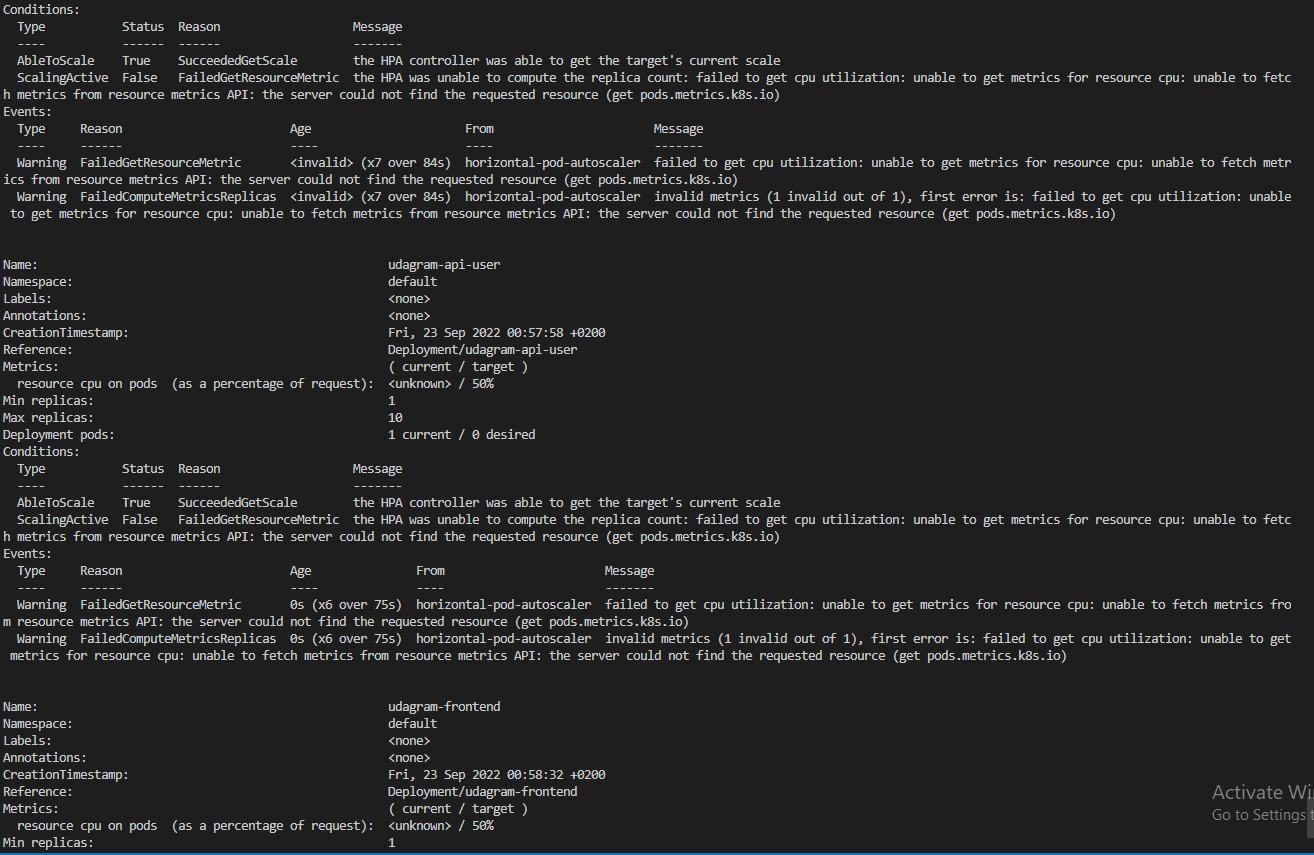 Conditions:
  Type           Status  Reason                   Message
  ----           ------  ------                   -------
  AbleToScale    True    SucceededGetScale        the HPA controller was able to get the target's current scale
  ScalingActive  False   FailedGetResourceMetric  the HPA was unable to compute the replica count: failed to get cpu utilization: unable to get metrics for resource cpu: unable to fetc
h metrics from resource metrics API: the server could not find the requested resource (get pods.metrics.k8s.io)
Events:
  Type     Reason                        Age                     From                       Message
  ----     ------                        ----                    ----                       -------
  Warning  FailedGetResourceMetric       <invalid> (x7 over 84s)  horizontal-pod-autoscaler  failed to get cpu utilization: unable to get metrics for resource cpu: unable to fetch metr
ics from resource metrics API: the server could not find the requested resource (get pods.metrics.k8s.io)
  Warning  FailedComputeMetricsReplicas  <invalid> (x7 over 84s)  horizontal-pod-autoscaler  invalid metrics (1 invalid out of 1), first error is: failed to get cpu utilization: unable
 to get metrics for resource cpu: unable to fetch metrics from resource metrics API: the server could not find the requested resource (get pods.metrics.k8s.io)
Name:                                                  udagram-api-user
Namespace:                                             default
Labels:                                                <none>
Annotations:                                           <none>
CreationTimestamp:                                     Fri, 23 Sep 2022 00:57:58 +0200
Reference:                                             Deployment/udagram-api-user
Metrics:                                               ( current / target )
  resource cpu on pods  (as a percentage of request):  <unknown> / 50%
Min replicas:                                          1
Max replicas:                                          10
Deployment pods:                                       1 current / 0 desired
Conditions:
  Type           Status  Reason                   Message
  ----           ------  ------                   -------
  AbleToScale    True    SucceededGetScale        the HPA controller was able to get the target's current scale
  ScalingActive  False   FailedGetResourceMetric  the HPA was unable to compute the replica count: failed to get cpu utilization: unable to get metrics for resource cpu: unable to fetc
h metrics from resource metrics API: the server could not find the requested resource (get pods.metrics.k8s.io)
Events:
  Type     Reason                        Age               From                       Message
  ----     ------                        ----              ----                       -------
  Warning  FailedGetResourceMetric       0s (x6 over 75s)  horizontal-pod-autoscaler  failed to get cpu utilization: unable to get metrics for resource cpu: unable to fetch metrics fro
m resource metrics API: the server could not find the requested resource (get pods.metrics.k8s.io)
  Warning  FailedComputeMetricsReplicas  0s (x6 over 75s)  horizontal-pod-autoscaler  invalid metrics (1 invalid out of 1), first error is: failed to get cpu utilization: unable to get
 metrics for resource cpu: unable to fetch metrics from resource metrics API: the server could not find the requested resource (get pods.metrics.k8s.io)
Name:                                                  udagram-frontend
Namespace:                                             default
Labels:                                                <none>
Annotations:                                           <none>
CreationTimestamp:                                     Fri, 23 Sep 2022 00:58:32 +0200
Reference:                                             Deployment/udagram-frontend
Metrics:                                               ( current / target )
  resource cpu on pods  (as a percentage of request):  <unknown> / 50%
Min replicas:                                          1
Activate Wi
Go to Settings t